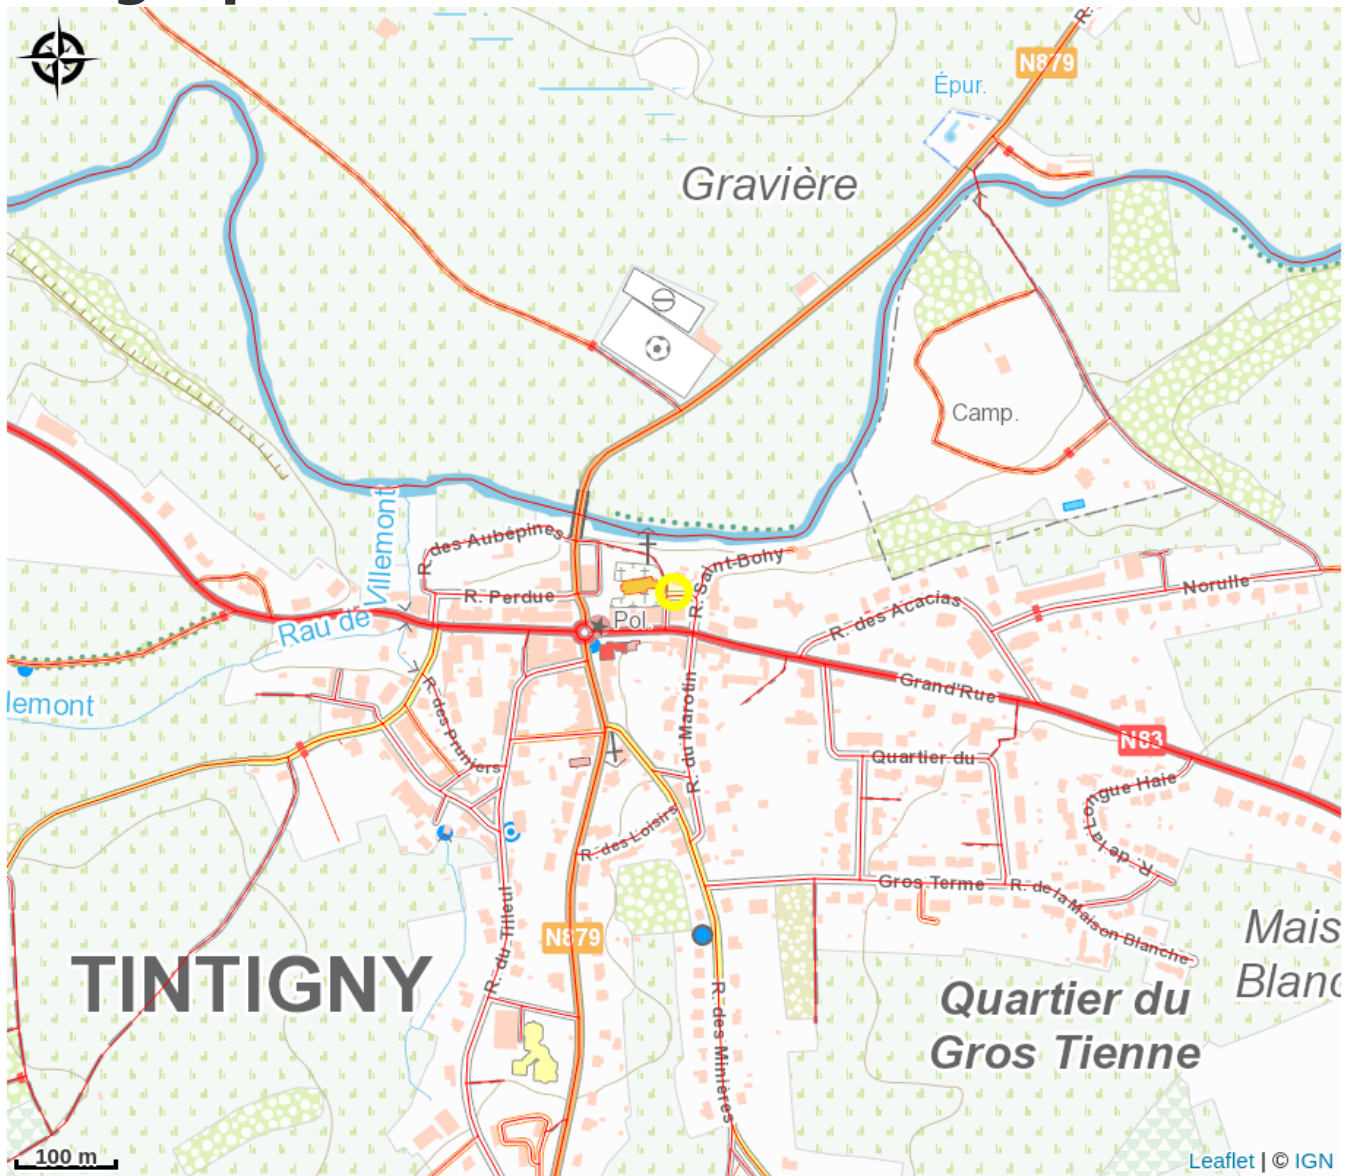 N879
Épur.
Gravière
Camp.
R. des Aubépines
R. Saint-Bohy
Rau de Villemont
R. Perdue
Norulle
Pol.
R. des Acacias
lemont
Grand'Rue
R. des Pruniers
R. du Marotin
N83
Quartier du
R. de la Longue Haie
R. des Loisirs
Gros Terme
R. de la Maison Blanche
R. du Tilleul
N879
Mais
Blanc
TINTIGNY
Quartier du
Gros Tienne
R. des Minières
100 m
Leaflet | © IGN